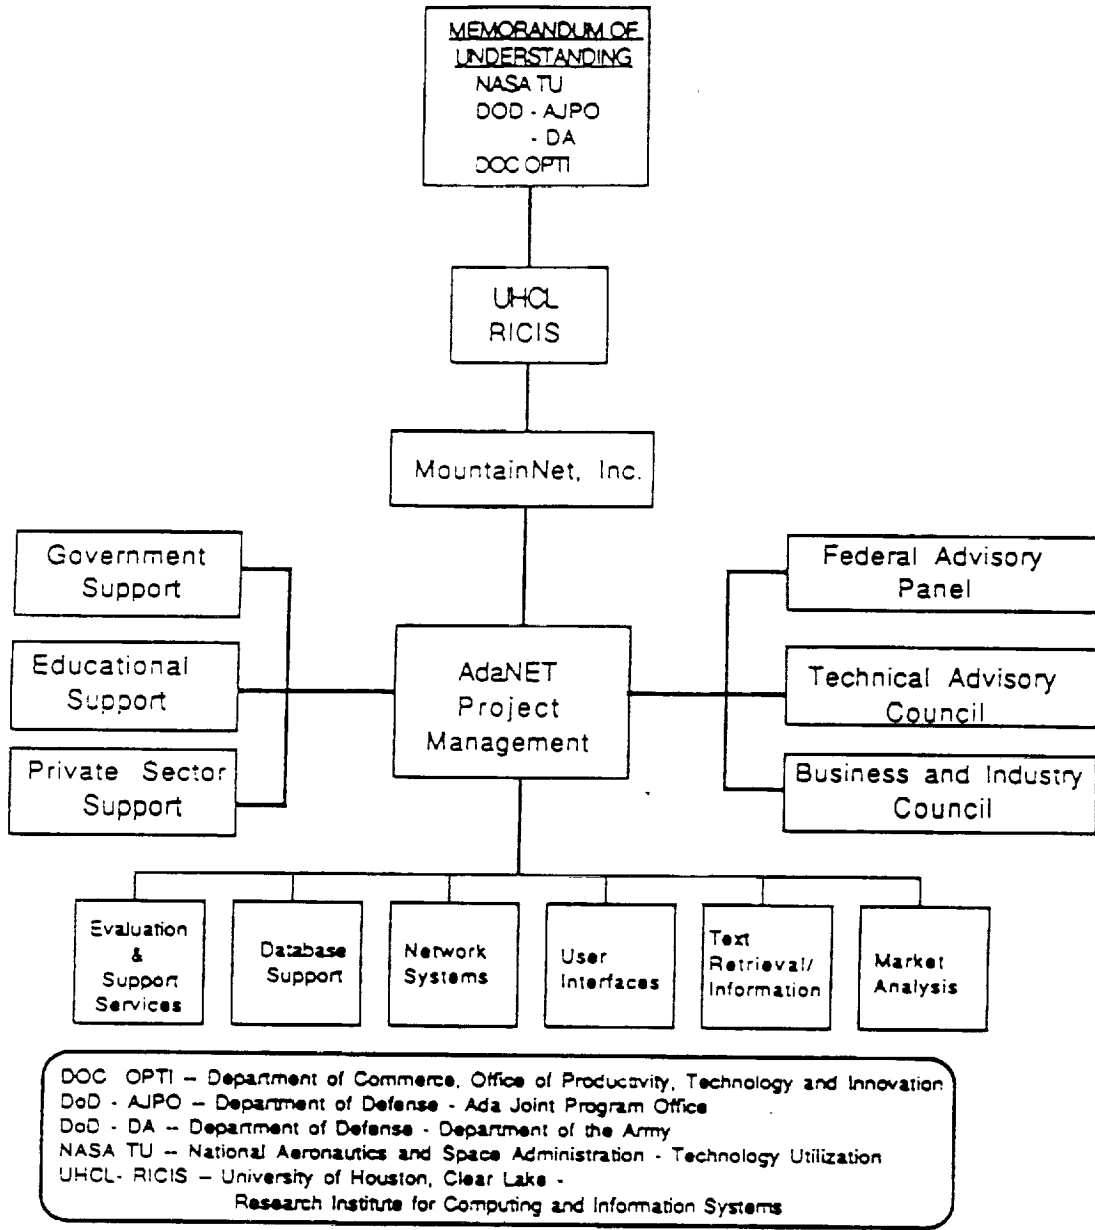 MEMORANDUM OF
UNDERSTANDING
NASA TU
DOD - AJPO
- DA
DOC OPTI
UHCL
RICIS
MountainNet, Inc.
Government
Support
Educational
Support
Private Sector
Support
AdaNET
Project
Management
Federal Advisory
Panel
Technical Advisory
Council
Business and Industry
Council
Evaluation
&
Support
Services
Database
Support
Network
Systems
User
Interfaces
Text
Retrieval/
Information
Market
Analysis
DOC OPTI – Department of Commerce, Office of Productivity, Technology and Innovation
DoD - AJPO – Department of Defense - Ada Joint Program Office
DoD - DA – Department of Defense - Department of the Army
NASA TU – National Aeronautics and Space Administration - Technology Utilization
UHCL- RICIS – University of Houston, Clear Lake -
Research Institute for Computing and Information Systems